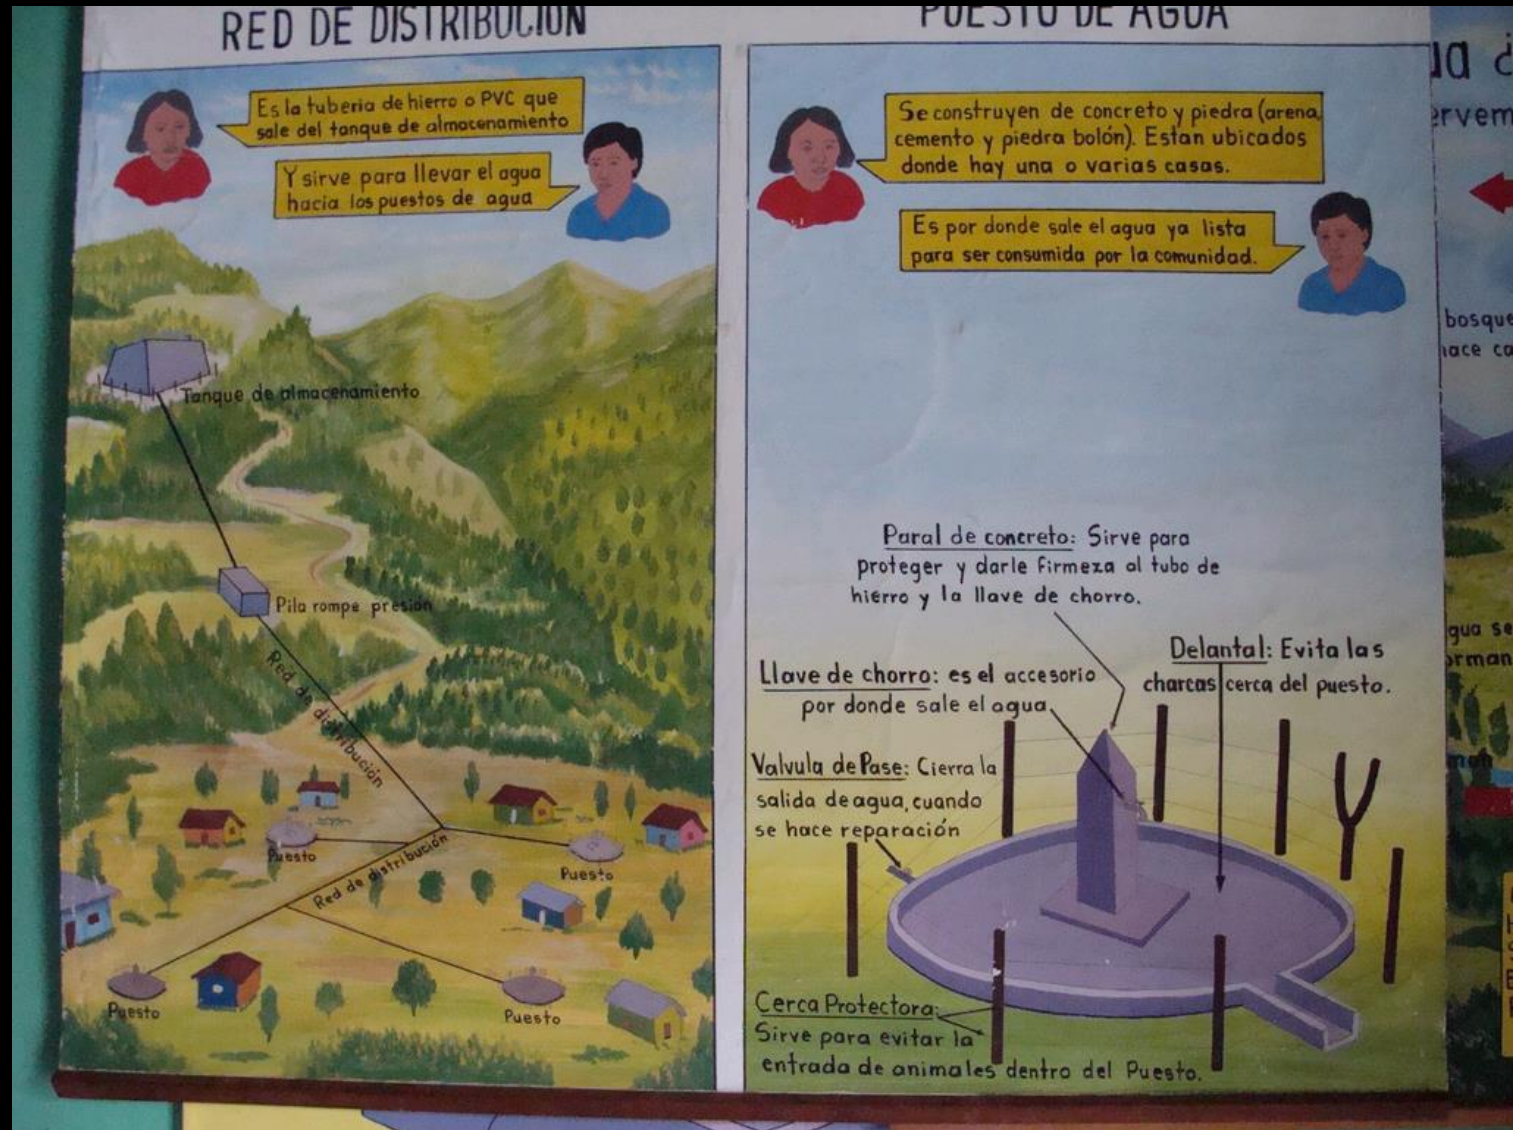 RED DE DISTRIBUCION
Es la tuberia de hierro o PVC que
sale del tanque de almacenamiento
Y sirve para llevar el agua
hacia los puestos de agua
Tanque de almacenamiento
Pila rompe presión
Red de distribución
Puesto
Puesto
Red de distribución
Puesto
Puesto
PUESTO DE AGUA
Se construyen de concreto y piedra (arena,
cemento y piedra bolón). Estan ubicados
donde hay una o varias casas.
Es por donde sale el agua ya lista
para ser consumida por la comunidad.
Paral de concreto: Sirve para
proteger y darle firmeza al tubo de
hierro y la llave de chorro.
Delantal: Evita las
charcas cerca del puesto.
Llave de chorro: es el accesorio
por donde sale el agua
Valvula de Pase: Cierra la
salida de agua, cuando
se hace reparación
Cerca Protectora:
Sirve para evitar la
entrada de animales dentro del Puesto.
bosque